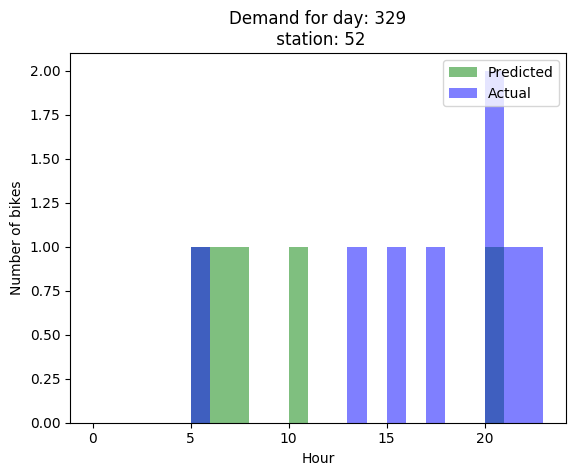 Demand for day: 329
station: 52
Predicted
Actual
Number of bikes
2.00
1.75
1.50
1.25
1.00
0.75
0.50
0.25
0.00
0 5 10 15 20
Hour